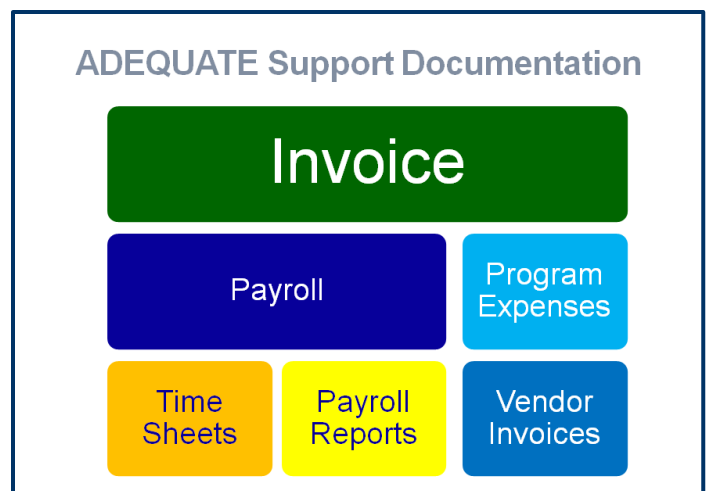 ADEQUATE Support Documentation
Invoice
Payroll
Program
Expenses
Time
Sheets
Payroll
Reports
Vendor
Invoices